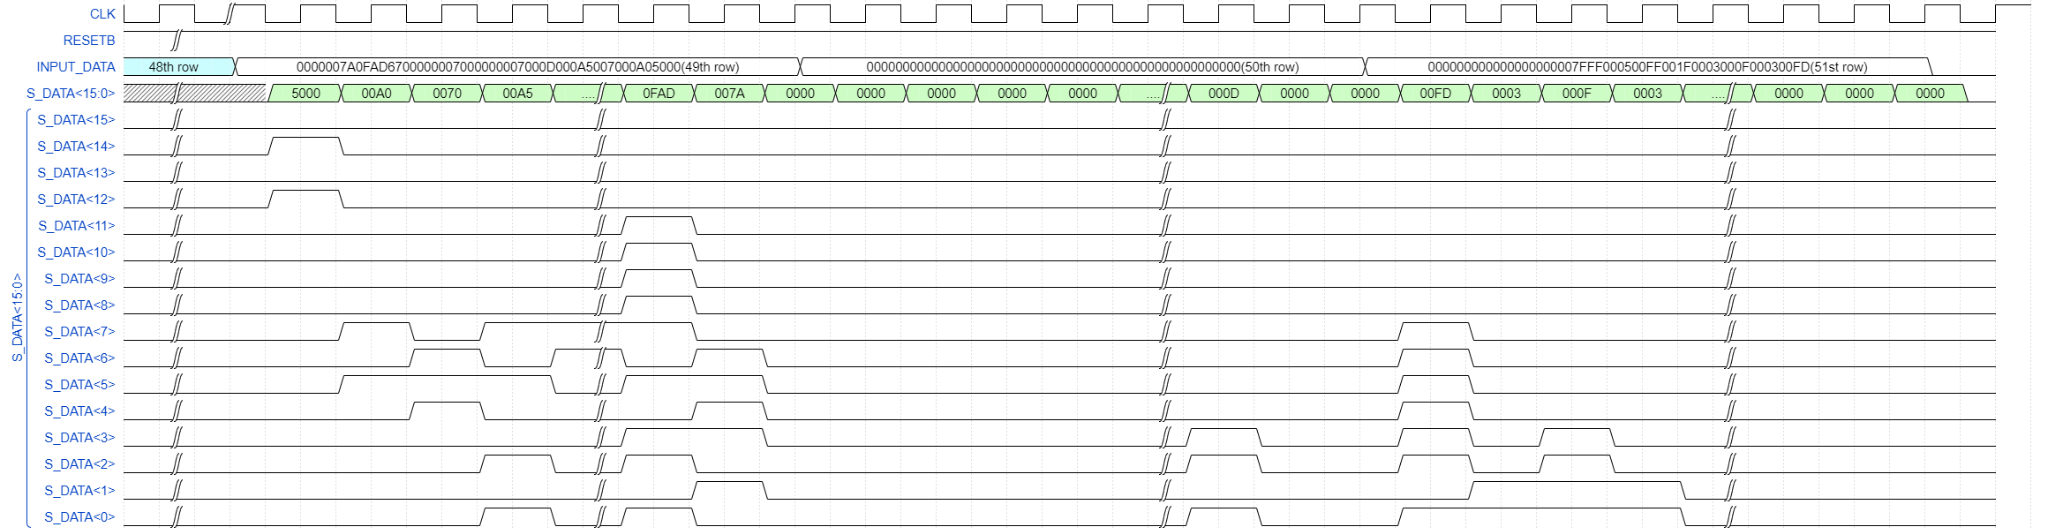 CLK
RESETB
INPUT_DATA 48th row 0000007A0FAD6700000007000000007000D000A5007000A05000(49th row) 0000000000000000000000000000000000000000000000000000(50th row) 000000000000000000007FFF000500FF001F0003000F000300FD(51st row)
S_DATA<15:0> 5000 00A0 0070 00A5 .... 0FAD 007A 0000 0000 0000 0000 0000 .... 000D 0000 0000 00FD 0003 000F 0003 .... 0000 0000 0000
S_DATA<15:0>
S_DATA<15>
S_DATA<14>
S_DATA<13>
S_DATA<12>
S_DATA<11>
S_DATA<10>
S_DATA<9>
S_DATA<8>
S_DATA<7>
S_DATA<6>
S_DATA<5>
S_DATA<4>
S_DATA<3>
S_DATA<2>
S_DATA<1>
S_DATA<0>